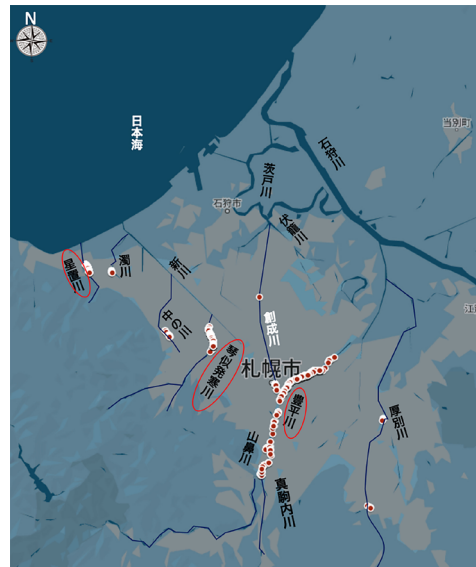 N
日本海
当別町
石狩川
茨戸川
石狩市
伏籠川
星置川
濁川
新川
中の川
創成川
琴似発寒川
札幌市
豊平川
江
厚別川
山鼻川
真駒内川